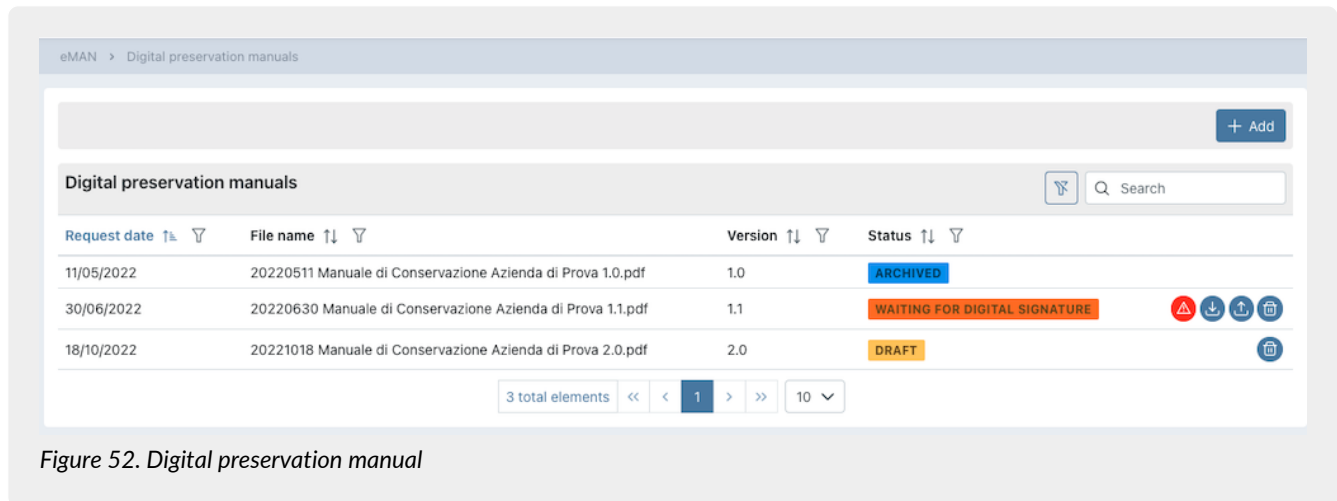 eMAN > Digital preservation manuals
+ Add
Digital preservation manuals
Search
Request date File name Version Status
11/05/2022 20220511 Manuale di Conservazione Azienda di Prova 1.0.pdf 1.0 ARCHIVED
30/06/2022 20220630 Manuale di Conservazione Azienda di Prova 1.1.pdf 1.1 WAITING FOR DIGITAL SIGNATURE
18/10/2022 20221018 Manuale di Conservazione Azienda di Prova 2.0.pdf 2.0 DRAFT
3 total elements << < 1 > >> 10
Figure 52. Digital preservation manual